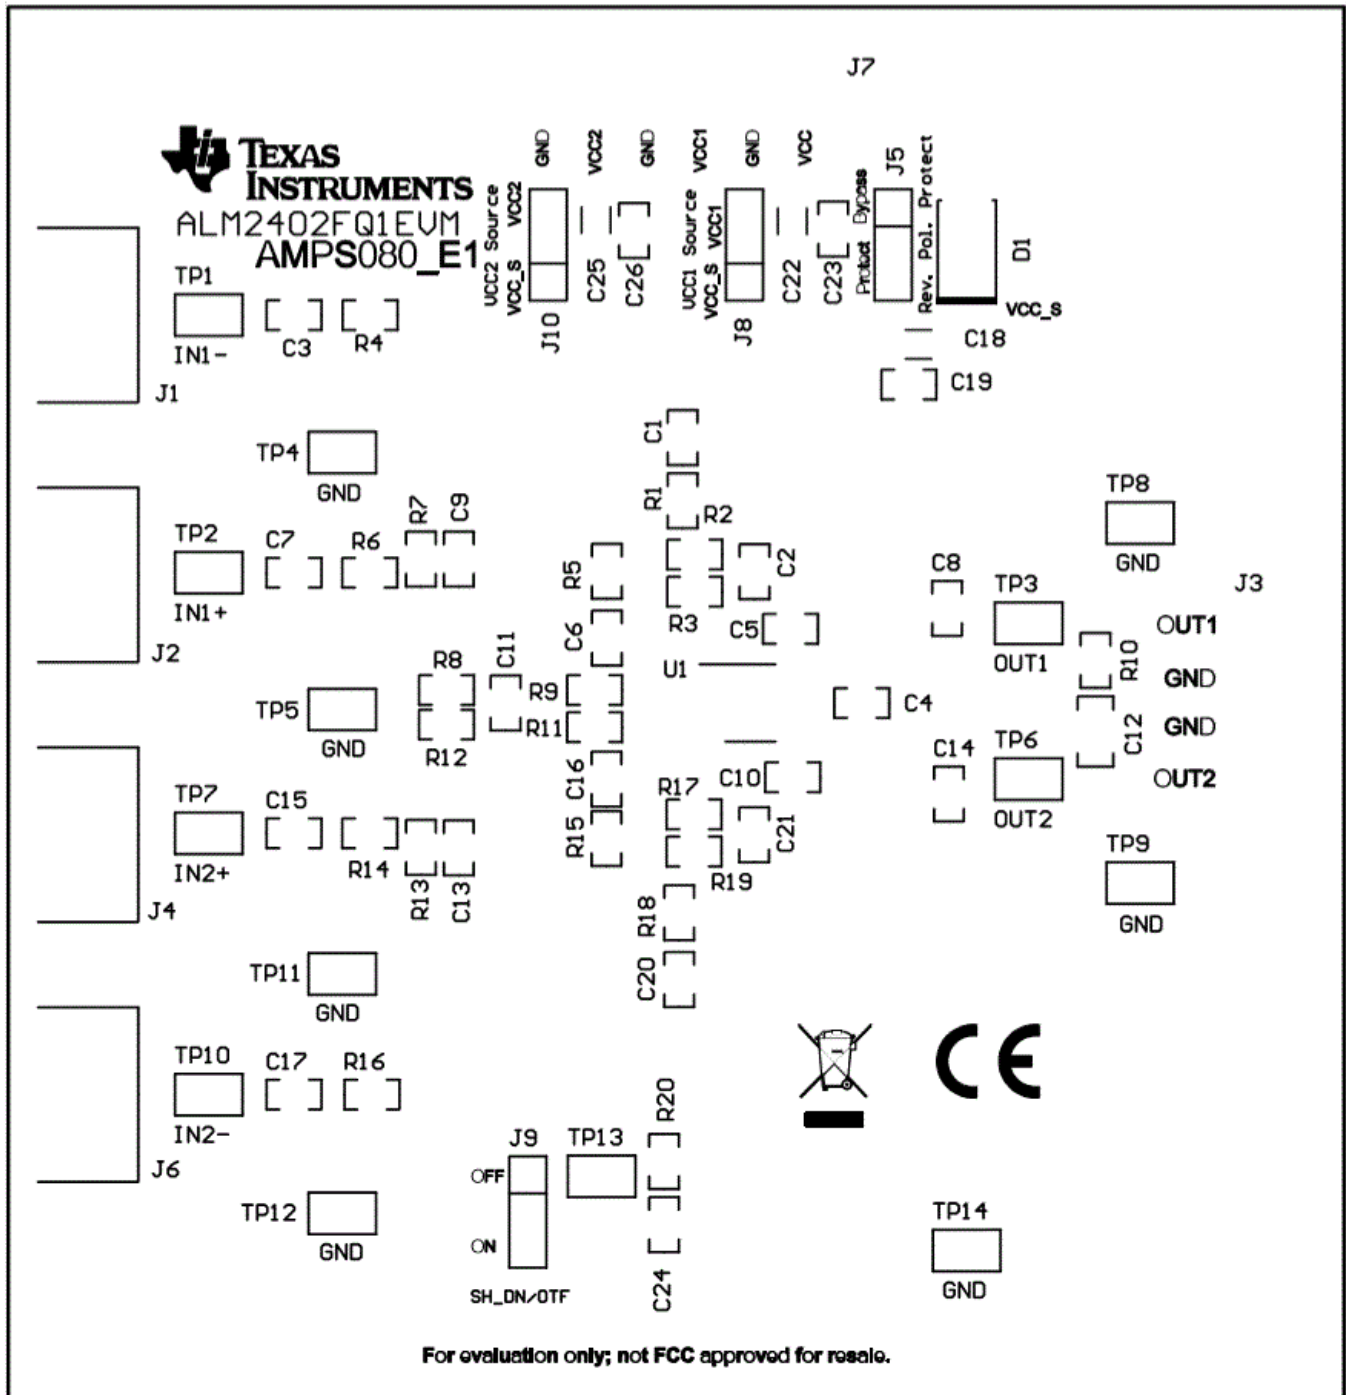 J7
TEXAS
INSTRUMENTS
ALM2402FQ1EVM
AMPS080_E1
GND
VCC2
GND
VCC1
GND
VCC
J5
VCC2 Source
VCC2
VCC_S
J10
C25
C26
VCC1 Source
VCC1
VCC_S
J8
C22
C23
Bypass
Protect
Rev. Pol. Protect
D1
VCC_S
C18
C19
TP1
IN1-
C3
R4
J1
TP4
GND
C1
R1
R2
TP8
GND
TP2
IN1+
C7
R6
R7
C9
R5
C2
R3
C5
C6
C8
TP3
OUT1
J3
OUT1
R10
GND
J2
U1
R8
C11
R9
C4
TP5
GND
R12
R11
GND
C12
C16
C10
C14
TP6
OUT2
OUT2
TP7
IN2+
C15
R14
R13
C13
R15
R17
C21
R19
TP9
GND
J4
R18
C20
TP11
GND
CE
TP10
IN2-
C17
R16
J6
R20
J9
OFF
ON
SH_DN/OTF
TP13
C24
TP12
GND
TP14
GND
For evaluation only; not FCC approved for resale.